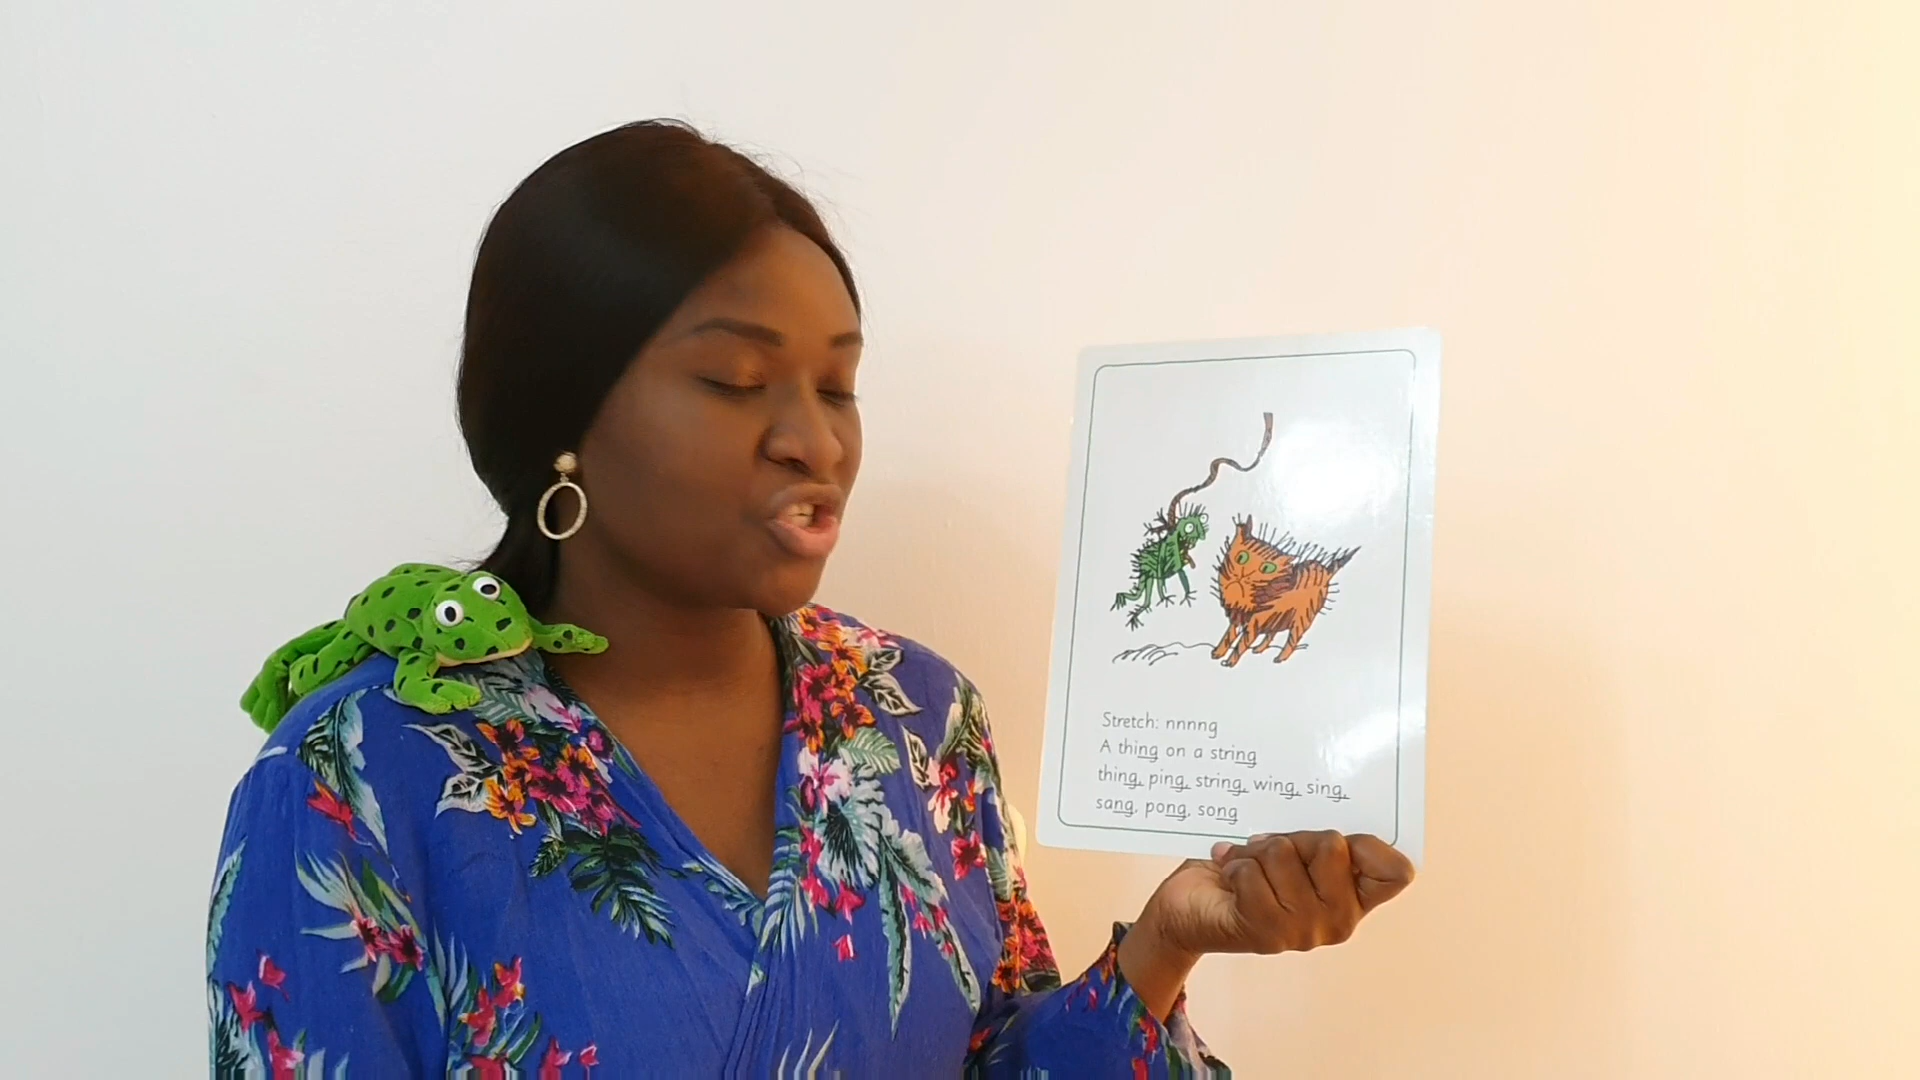 Stretch: nnnng
A thing on a string
thing, ping, string, wing, sing,
sang, pong, song